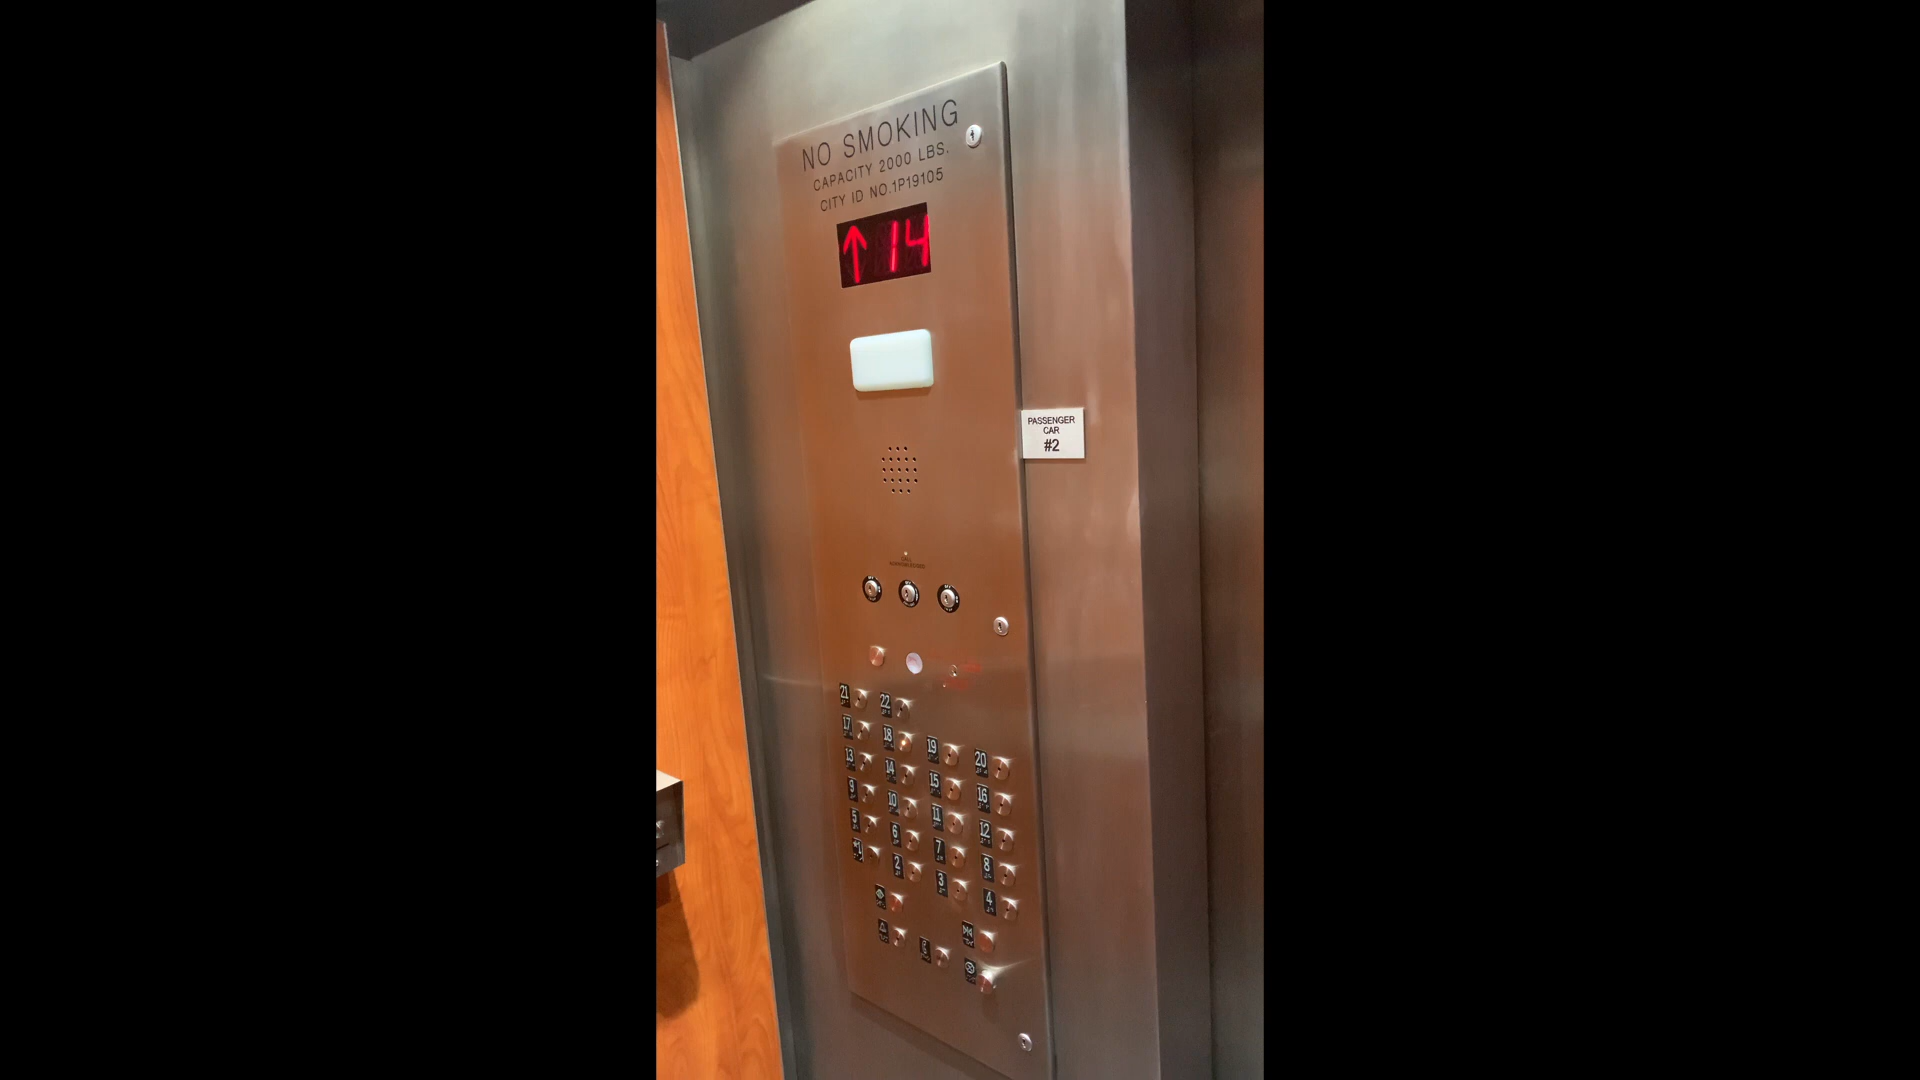 NO SMOKING
CAPACITY 2000 LBS.
CITY ID NO.1P19105
↑ 14
PASSENGER
CAR
#2
21 22
17 18 19 20
13 14 15 16
9 10 11 12
5 6 7 8
*1 2 3 4